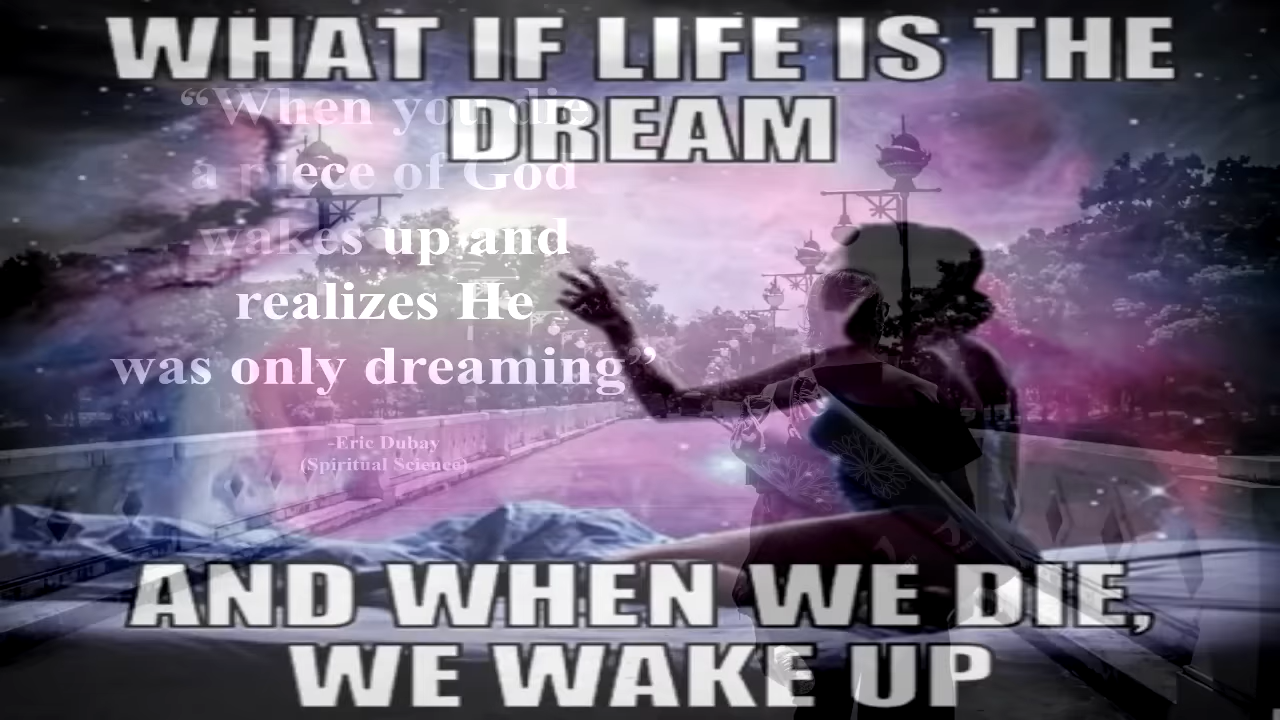 WHAT IF LIFE IS THE
DREAM
“When you die
a piece of God
wakes up and
realizes He
was only dreaming”
-Eric Dubay
(Spiritual Science)
AND WHEN WE DIE,
WE WAKE UP